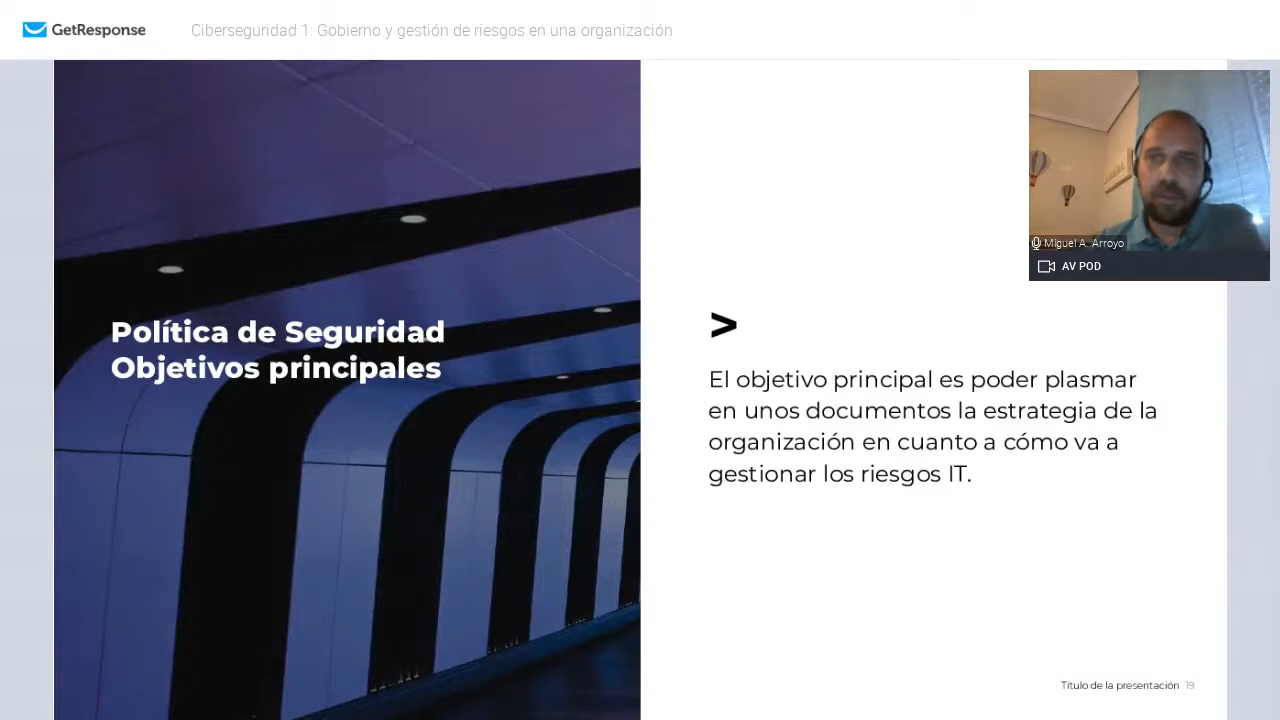 GetResponse
Ciberseguridad 1: Gobierno y gestión de riesgos en una organización
Miguel A. Arroyo
AV POD
Política de Seguridad
Objetivos principales
>
El objetivo principal es poder plasmar
en unos documentos la estrategia de la
organización en cuanto a cómo va a
gestionar los riesgos IT.
Título de la presentación 19